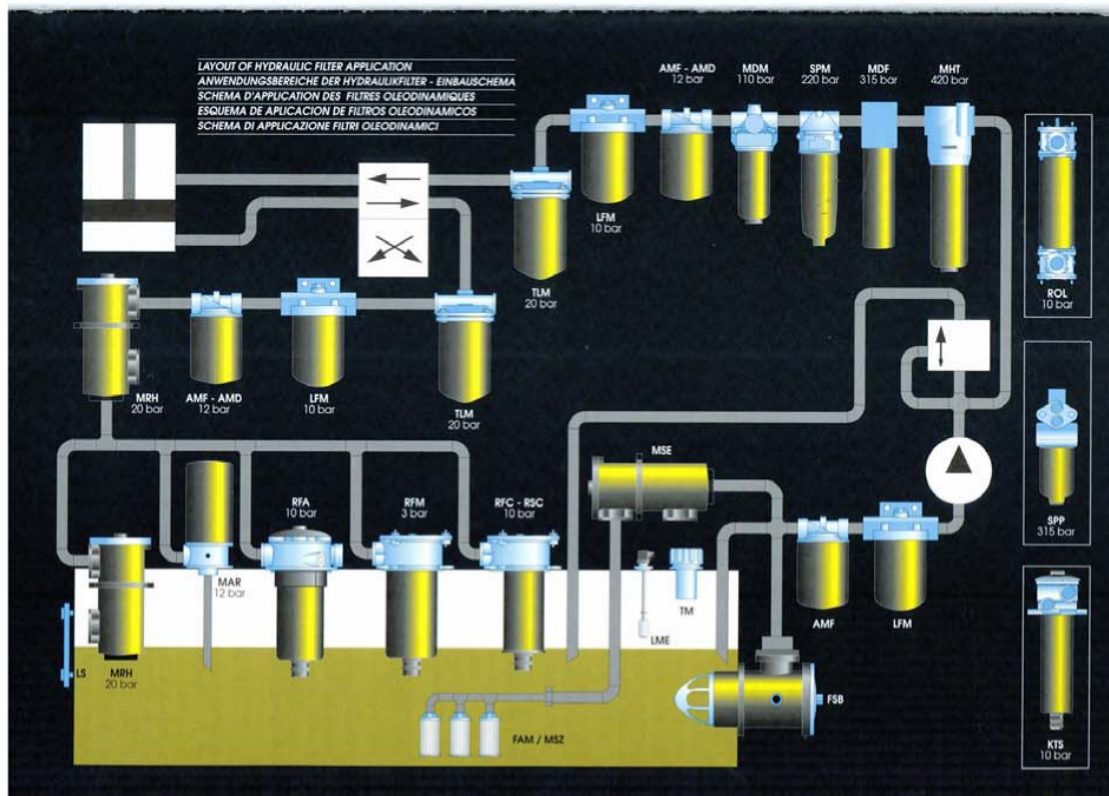 LAYOUT OF HYDRAULIC FILTER APPLICATION
ANWENDUNGSBEREICHE DER HYDRAULIKFILTER - EINBAUSCHEMA
SCHEMA D'APPLICATION DES FILTRES OLEODINAMIQUES
ESQUEMA DE APLICACION DE FILTROS OLEODINAMICOS
SCHEMA DI APPLICAZIONE FILTRI OLEODINAMICI
AMF - AMD
12 bar
MDM
110 bar
SPM
220 bar
MDF
315 bar
MHT
420 bar
LFM
10 bar
TLM
20 bar
ROL
10 bar
MRH
20 bar
AMF - AMD
12 bar
LFM
10 bar
TLM
20 bar
MSE
RFA
10 bar
RFM
3 bar
RFC - RSC
10 bar
SPP
315 bar
MAR
12 bar
TM
LME
AMF
LFM
LS
MRH
20 bar
FSB
FAM / MSZ
KTS
10 bar